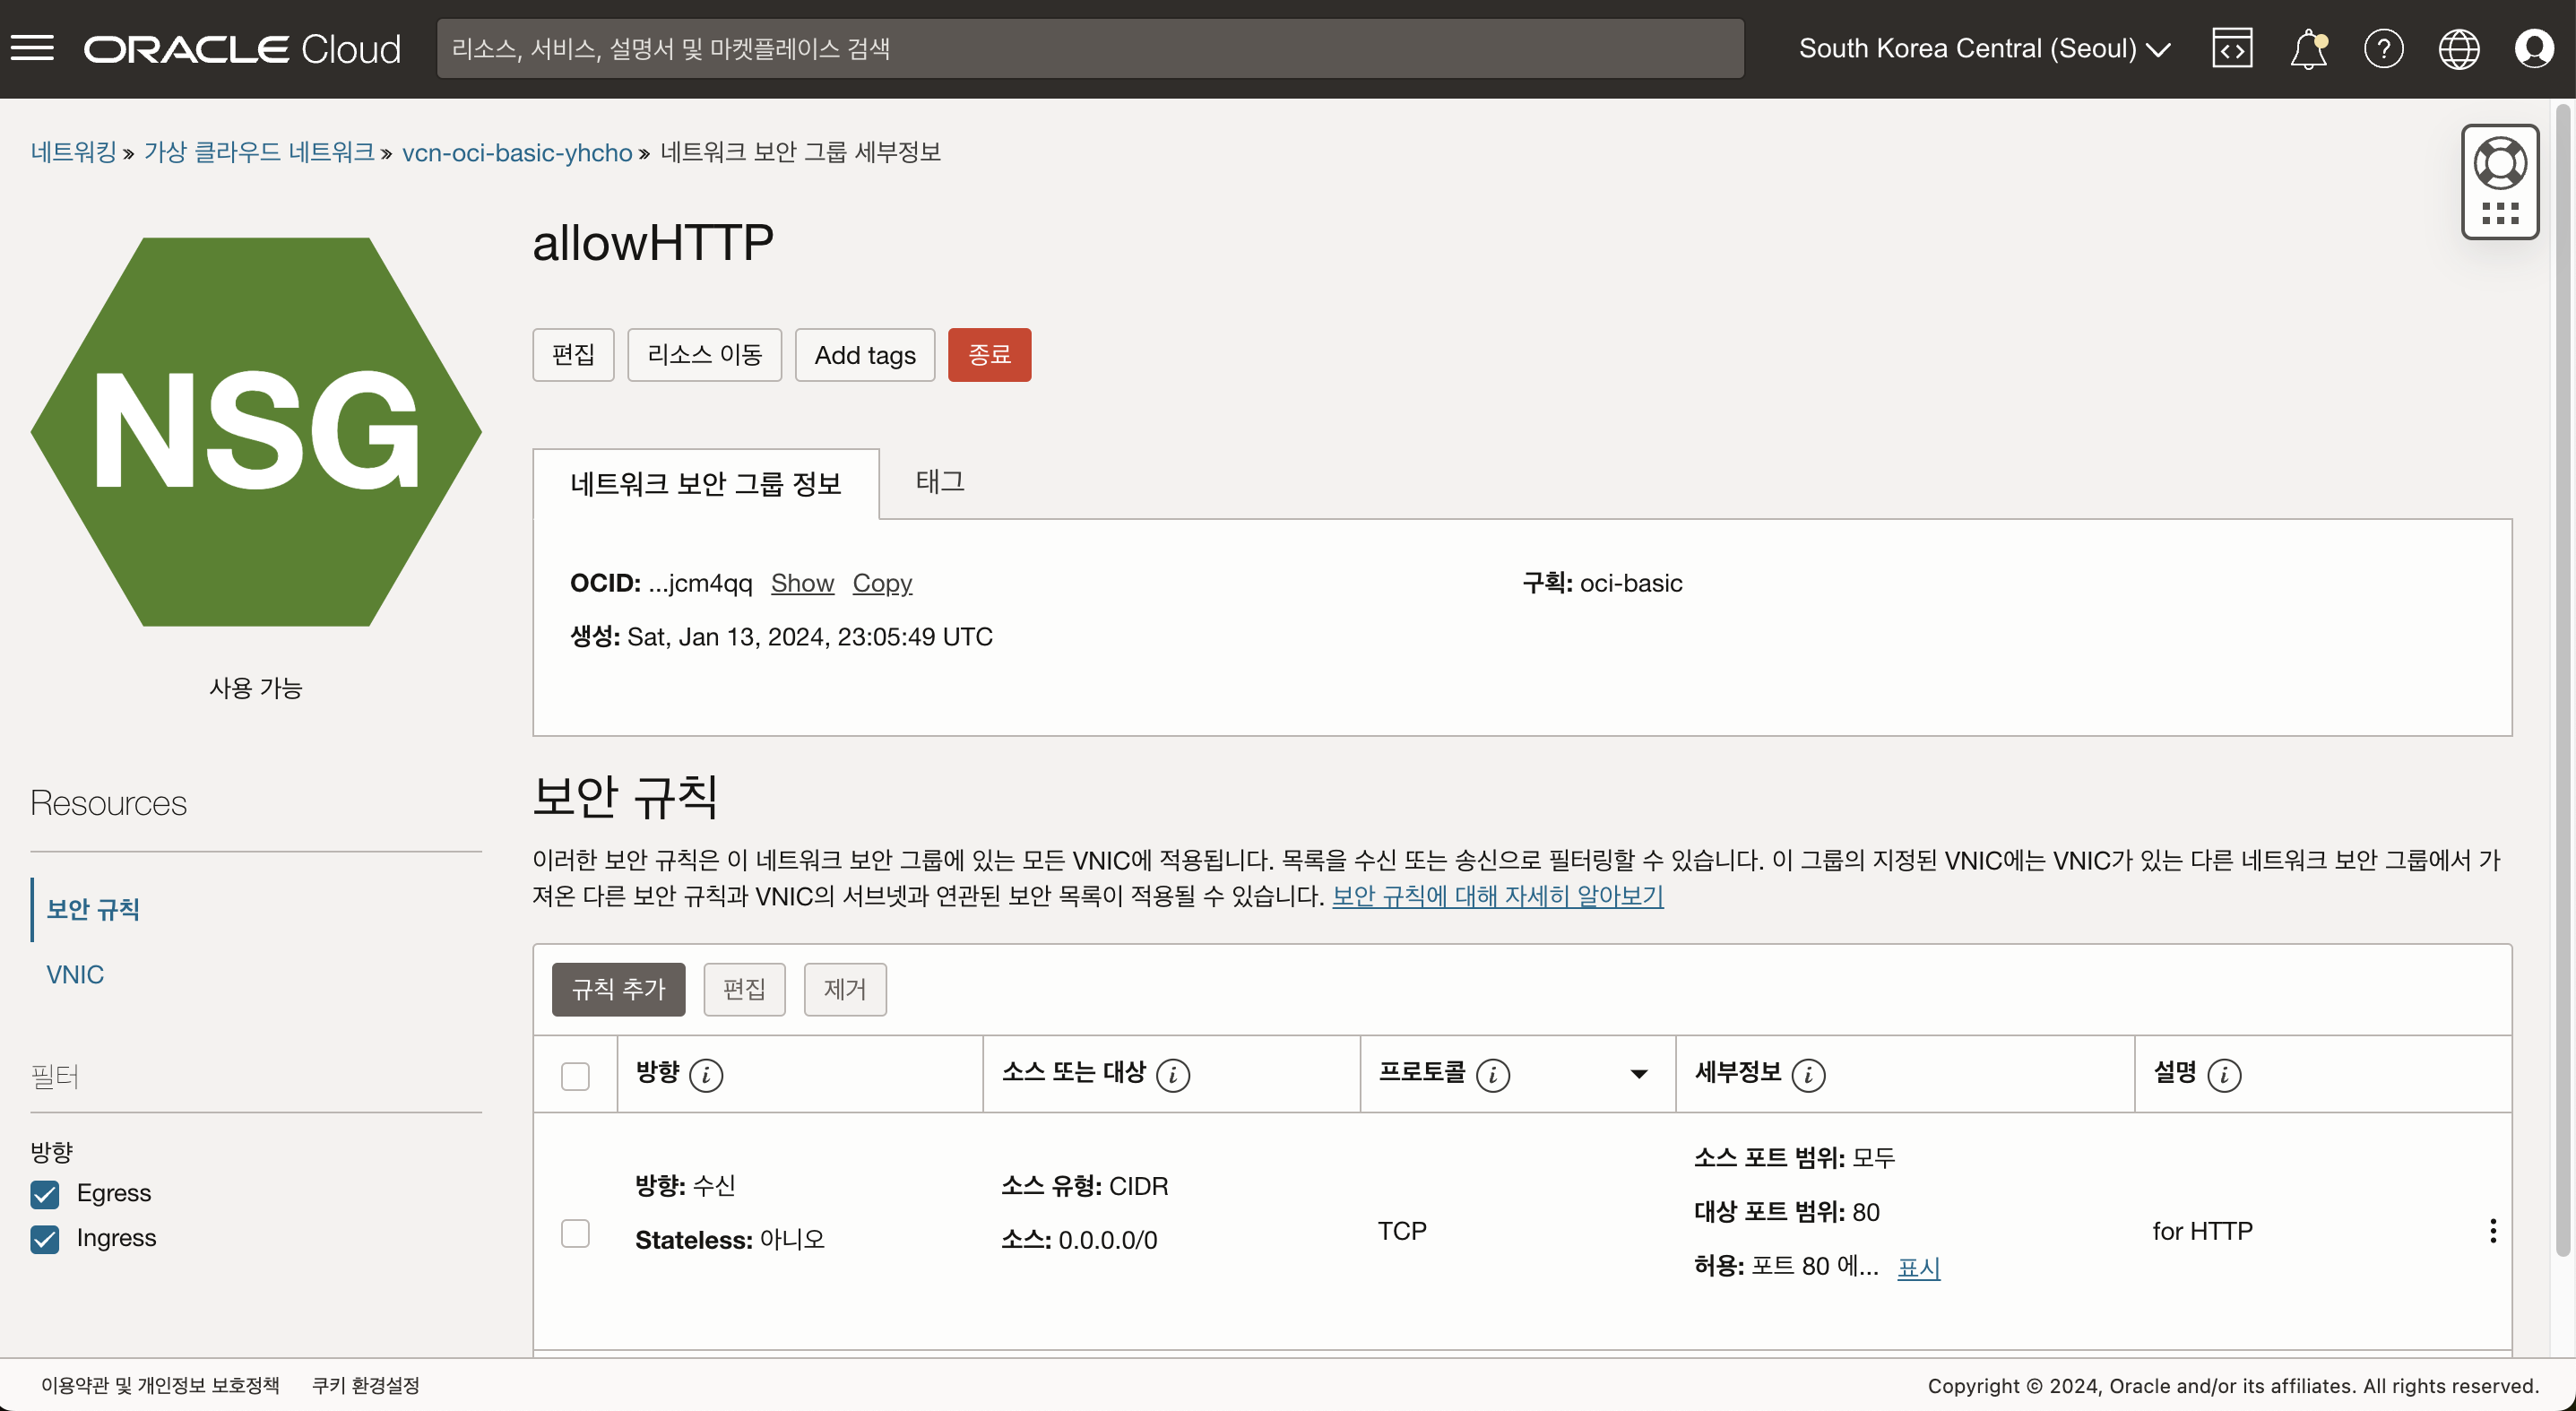 ORACLE Cloud
리소스, 서비스, 설명서 및 마켓플레이스 검색
South Korea Central (Seoul)
네트워킹 » 가상 클라우드 네트워크 » vcn-oci-basic-yhcho » 네트워크 보안 그룹 세부정보
NSG
사용 가능
allowHTTP
편집 리소스 이동 Add tags 종료
네트워크 보안 그룹 정보 태그
OCID: ...jcm4qq Show Copy
구획: oci-basic
생성: Sat, Jan 13, 2024, 23:05:49 UTC
Resources
보안 규칙
VNIC
필터
방향
Egress
Ingress
보안 규칙
이러한 보안 규칙은 이 네트워크 보안 그룹에 있는 모든 VNIC에 적용됩니다. 목록을 수신 또는 송신으로 필터링할 수 있습니다. 이 그룹의 지정된 VNIC에는 VNIC가 있는 다른 네트워크 보안 그룹에서 가
져온 다른 보안 규칙과 VNIC의 서브넷과 연관된 보안 목록이 적용될 수 있습니다. 보안 규칙에 대해 자세히 알아보기
규칙 추가 편집 제거
방향 i 소스 또는 대상 i 프로토콜 i 세부정보 i 설명 i
방향: 수신
Stateless: 아니오
소스 유형: CIDR
소스: 0.0.0.0/0
TCP
소스 포트 범위: 모두
대상 포트 범위: 80
허용: 포트 80 에... 표시
for HTTP
이용약관 및 개인정보 보호정책 쿠키 환경설정
Copyright © 2024, Oracle and/or its affiliates. All rights reserved.